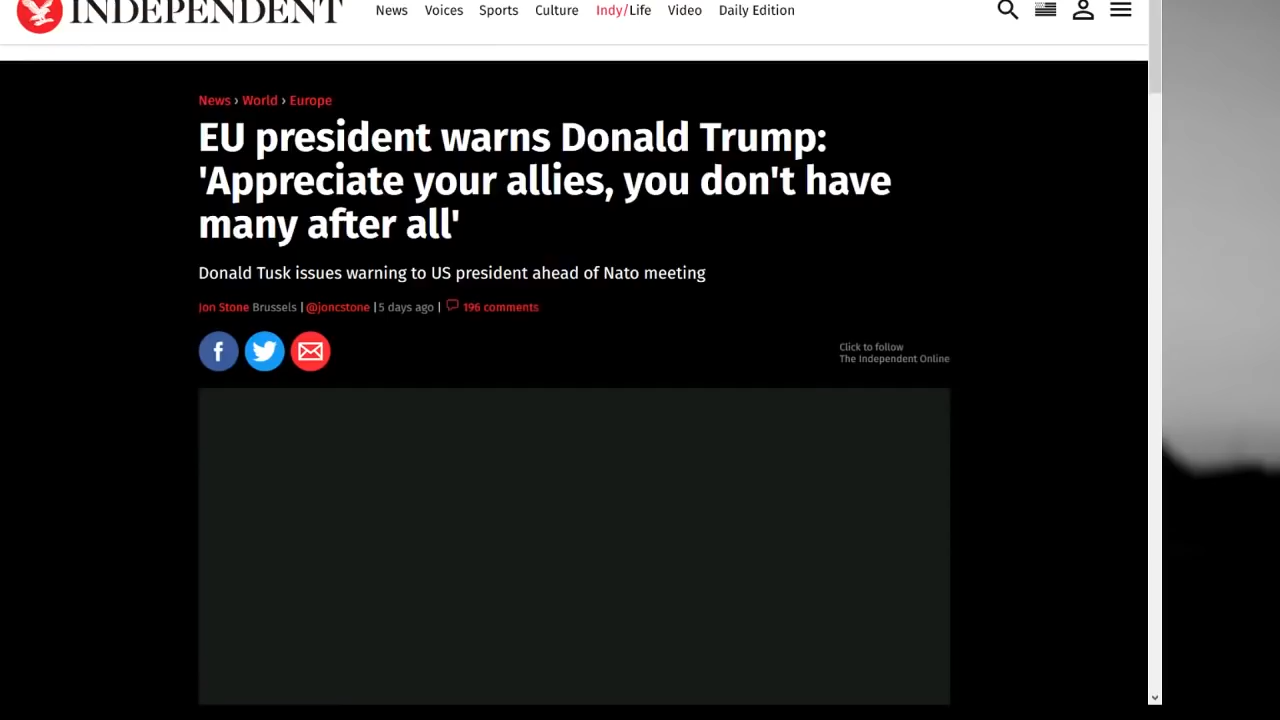 INDEPENDENT
News Voices Sports Culture Indy/Life Video Daily Edition
News › World › Europe
EU president warns Donald Trump:
'Appreciate your allies, you don't have
many after all'
Donald Tusk issues warning to US president ahead of Nato meeting
Jon Stone Brussels | @joncstone | 5 days ago | 196 comments
f
Click to follow
The Independent Online